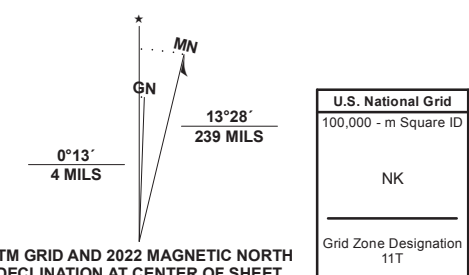 ★
MN
GN
13°28´
239 MILS
0°13´
4 MILS
TM GRID AND 2022 MAGNETIC NORTH
DECLINATION AT CENTER OF SHEET
U.S. National Grid
100,000 - m Square ID
NK
Grid Zone Designation
11T